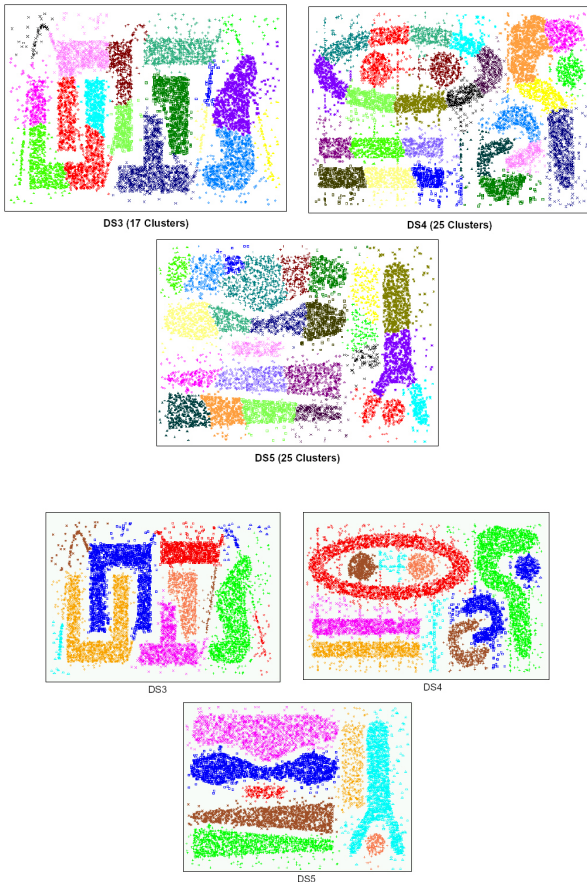 DS3 (17 Clusters)
DS4 (25 Clusters)
DS5 (25 Clusters)
DS3
DS4
DS5